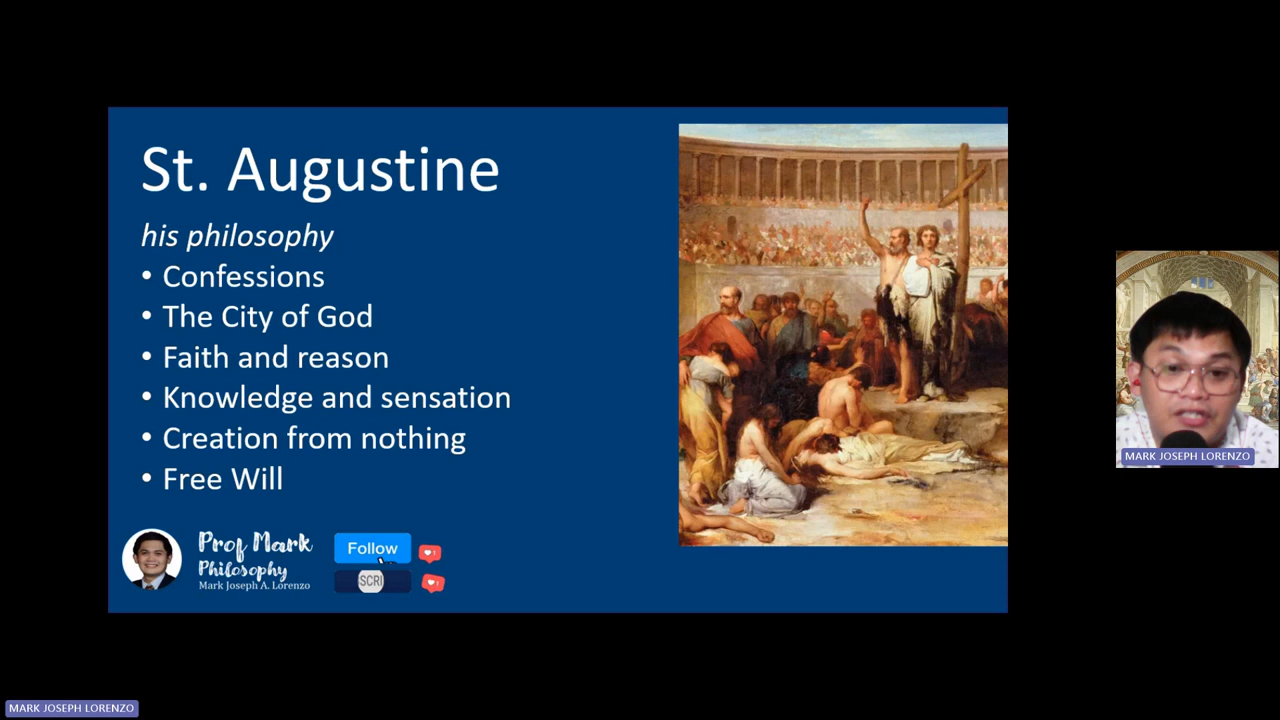 St. Augustine
his philosophy
• Confessions
• The City of God
• Faith and reason
• Knowledge and sensation
• Creation from nothing
• Free Will
Prof Mark
Philosophy
Mark Joseph A. Lorenzo
Follow
SCRI
MARK JOSEPH LORENZO
MARK JOSEPH LORENZO